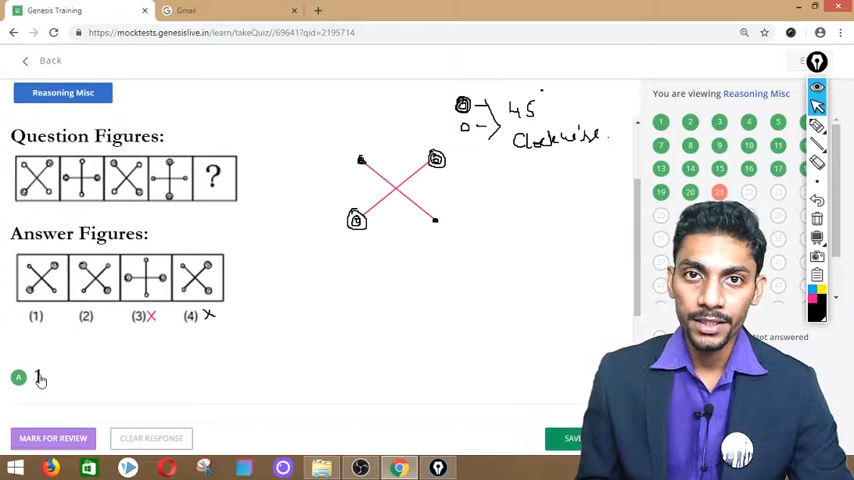 Genesis Training
Gmail
https://mocktests.genesislive.in/learn/takeQuiz//69641?qid=2195714
Back
Reasoning Misc
45
Clockwise.
You are viewing Reasoning Misc
1 2 3 4 5
7 8 9 10 11
13 14 15 16 17
19 20 21
Question Figures:
?
Answer Figures:
(1) (2) (3) X (4) X
Not answered
A 1
MARK FOR REVIEW
CLEAR RESPONSE
SAVE